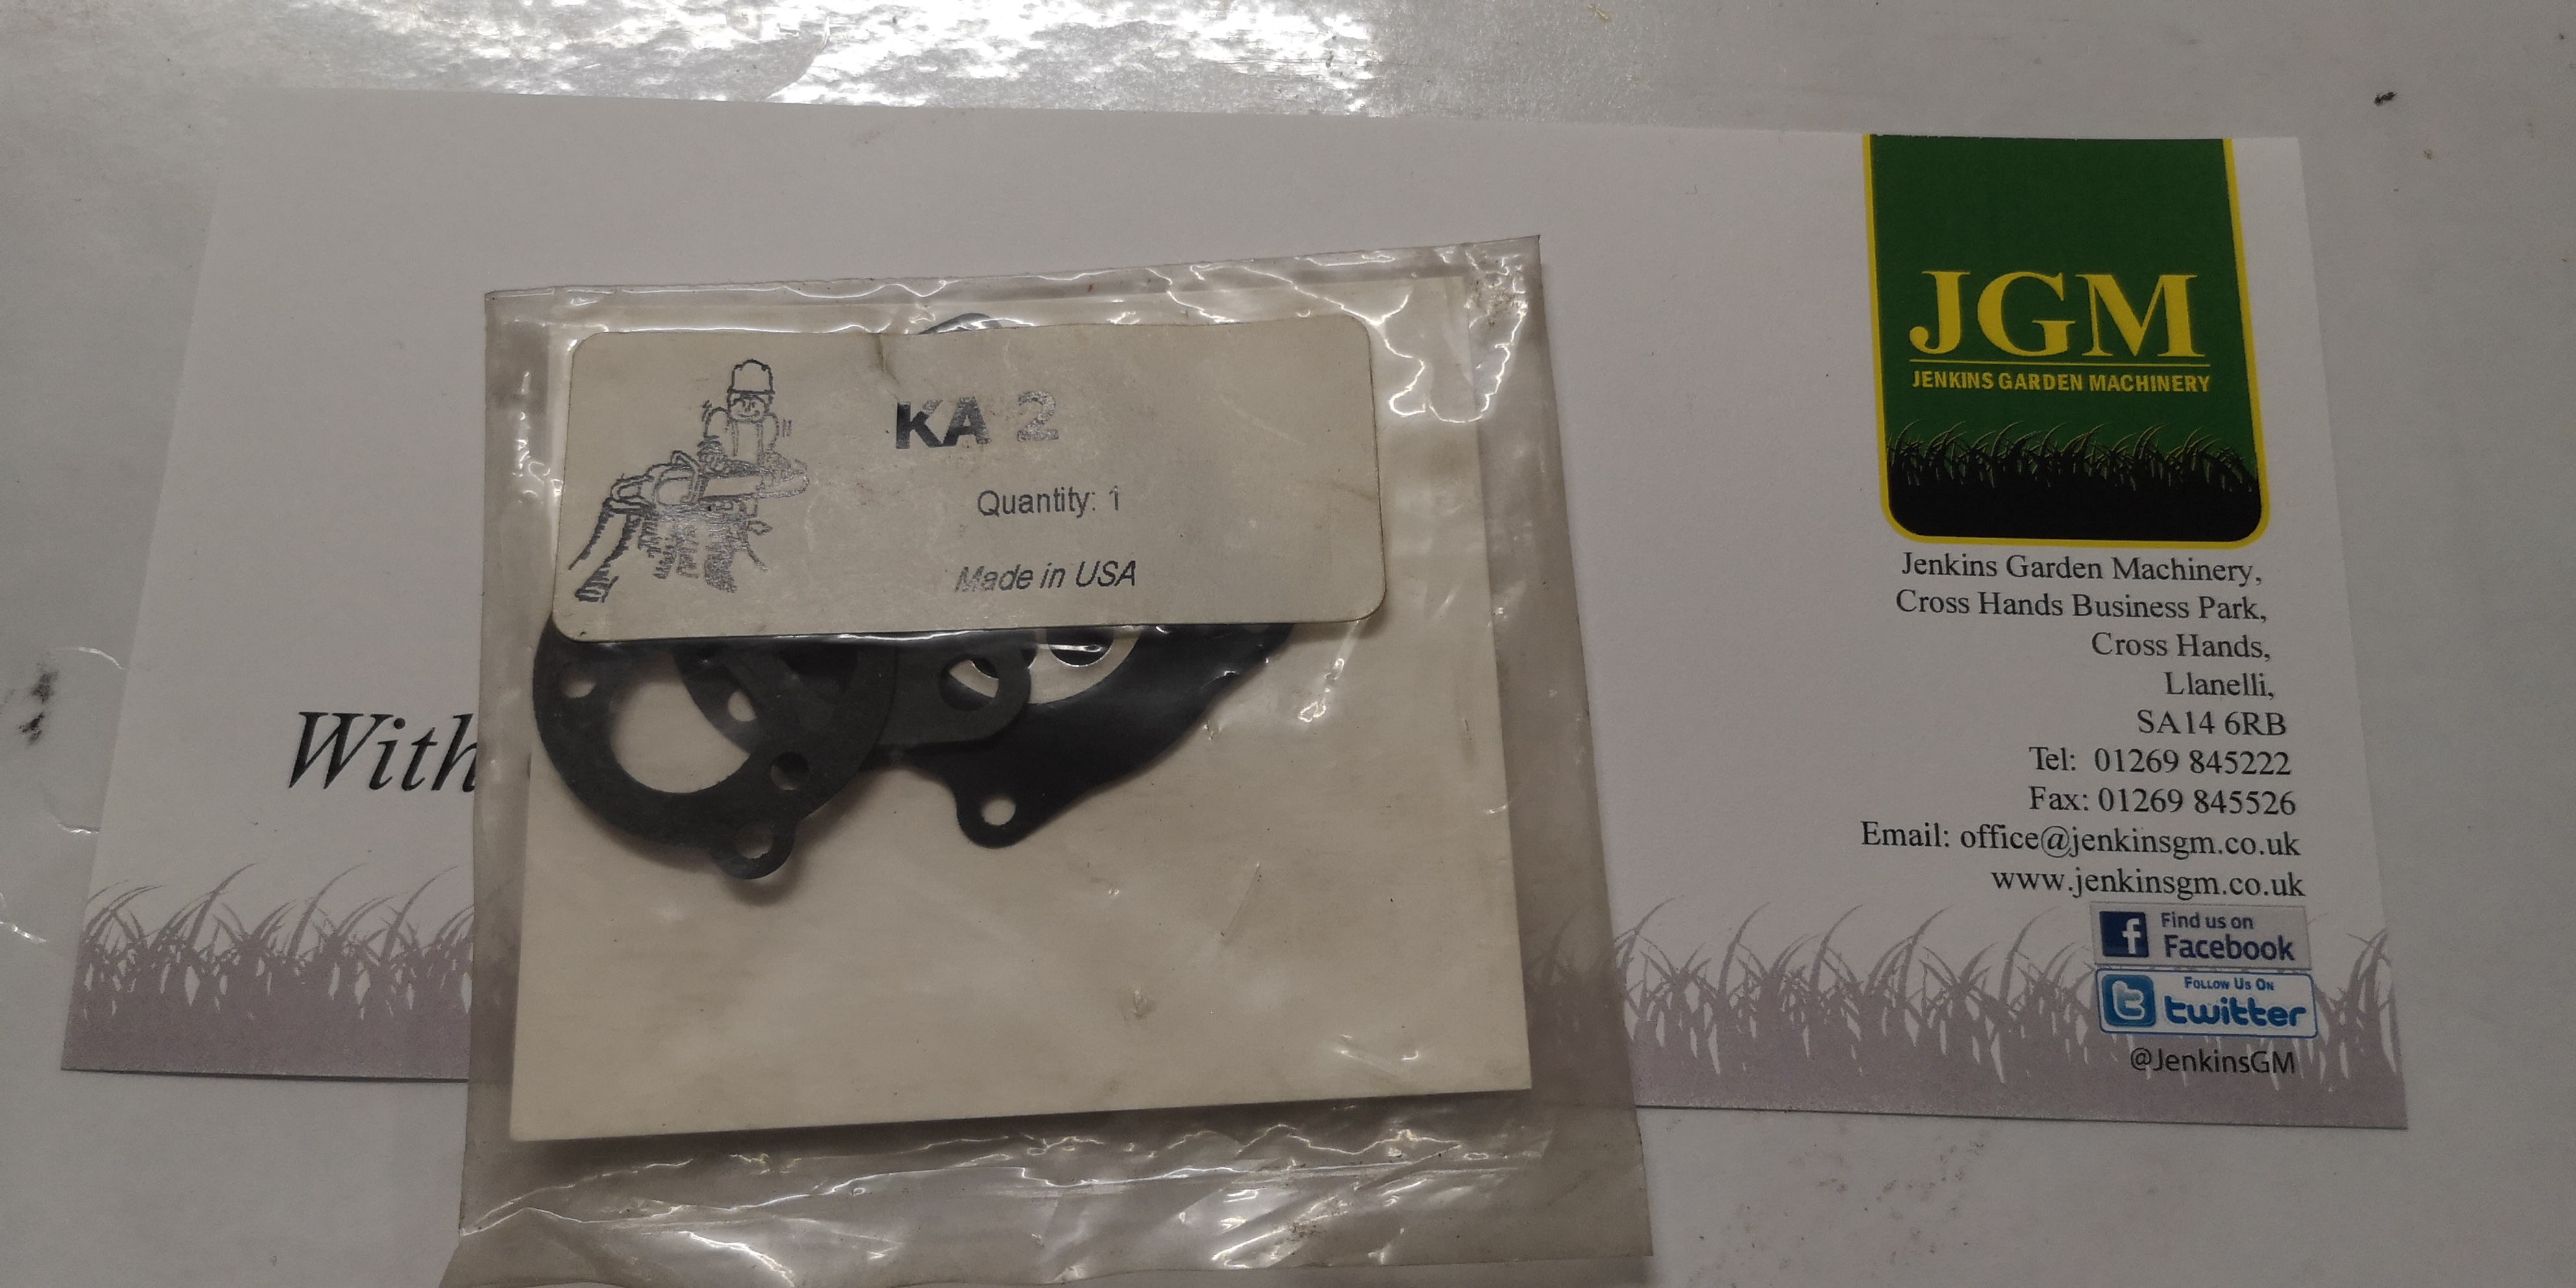 KA 2
Quantity: 1
Made in USA
With
JGM
JENKINS GARDEN MACHINERY
Jenkins Garden Machinery,
Cross Hands Business Park,
Cross Hands,
Llanelli,
SA14 6RB
Tel: 01269 845222
Fax: 01269 845526
Email: office@jenkinsgm.co.uk
www.jenkinsgm.co.uk
f Find us on
Facebook
t Follow Us On
twitter
@JenkinsGM